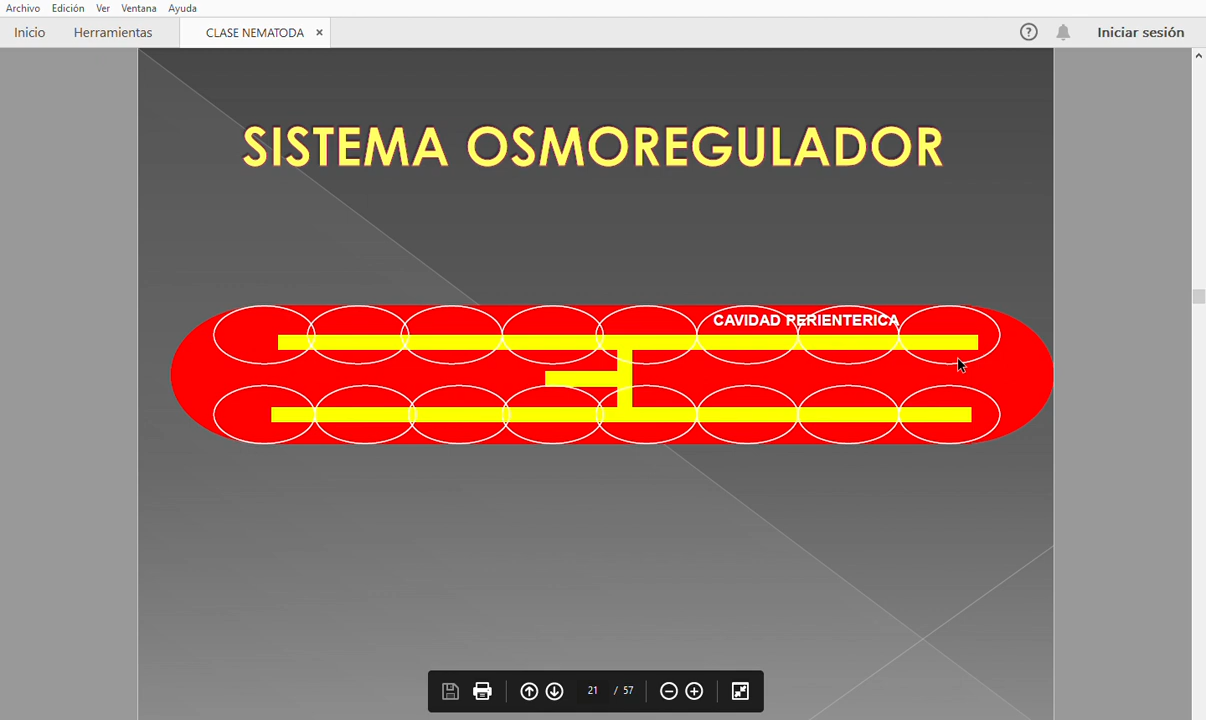 Archivo Edición Ver Ventana Ayuda
Inicio Herramientas CLASE NEMATODA × ? Iniciar sesión
SISTEMA OSMOREGULADOR
CAVIDAD PERIENTERICA
21 / 57